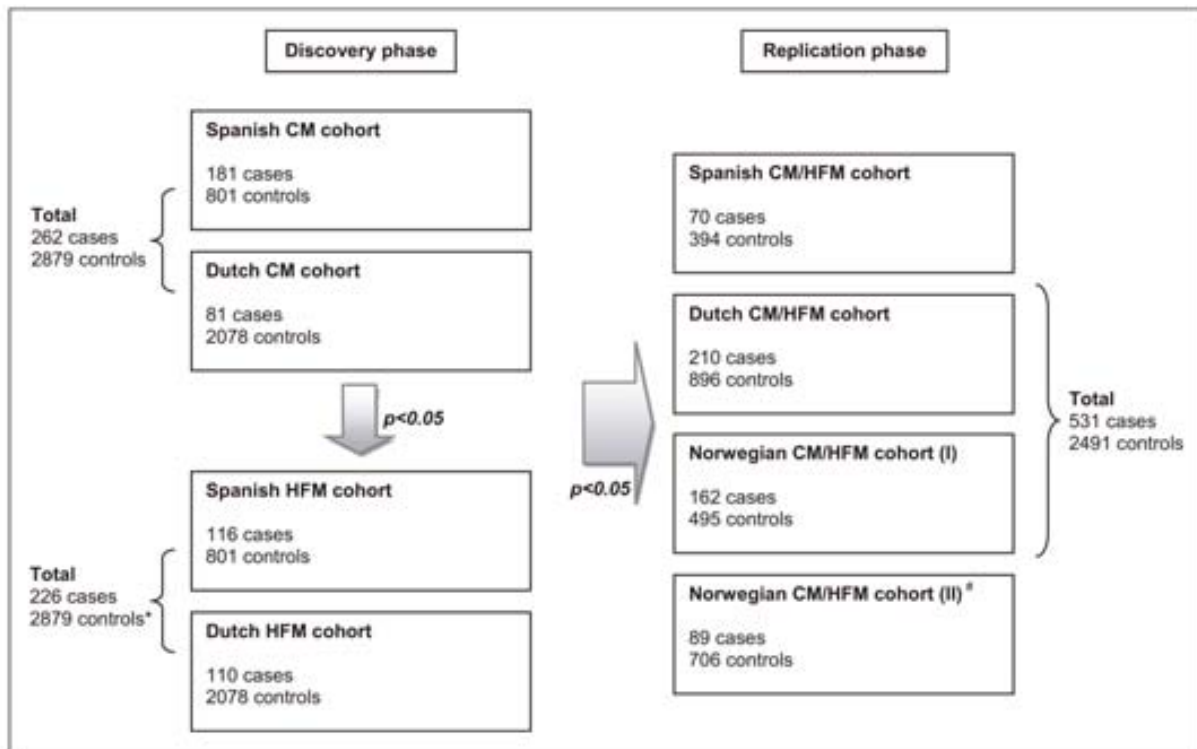 Discovery phase
Spanish CM cohort
181 cases
801 controls
Total
262 cases
2879 controls
Dutch CM cohort
81 cases
2078 controls
p<0.05
Spanish HFM cohort
116 cases
801 controls
Total
226 cases
2879 controls*
Dutch HFM cohort
110 cases
2078 controls
p<0.05
Replication phase
Spanish CM/HFM cohort
70 cases
394 controls
Dutch CM/HFM cohort
210 cases
896 controls
Norwegian CM/HFM cohort (I)
162 cases
495 controls
Total
531 cases
2491 controls
Norwegian CM/HFM cohort (II)#
89 cases
706 controls